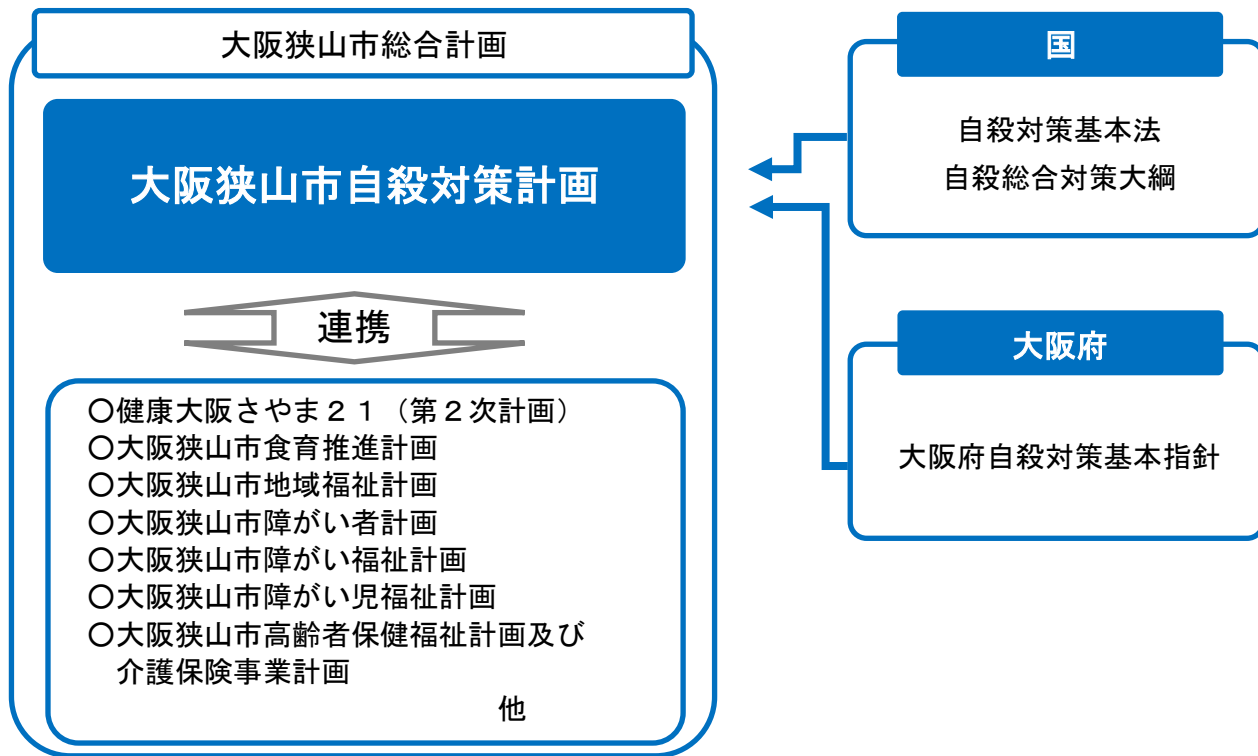 大阪狭山市総合計画
大阪狭山市自殺対策計画
連携
〇健康大阪さやま２１（第２次計画）
〇大阪狭山市食育推進計画
〇大阪狭山市地域福祉計画
〇大阪狭山市障がい者計画
〇大阪狭山市障がい福祉計画
〇大阪狭山市障がい児福祉計画
〇大阪狭山市高齢者保健福祉計画及び
介護保険事業計画
他
国
自殺対策基本法
自殺総合対策大綱
大阪府
大阪府自殺対策基本指針